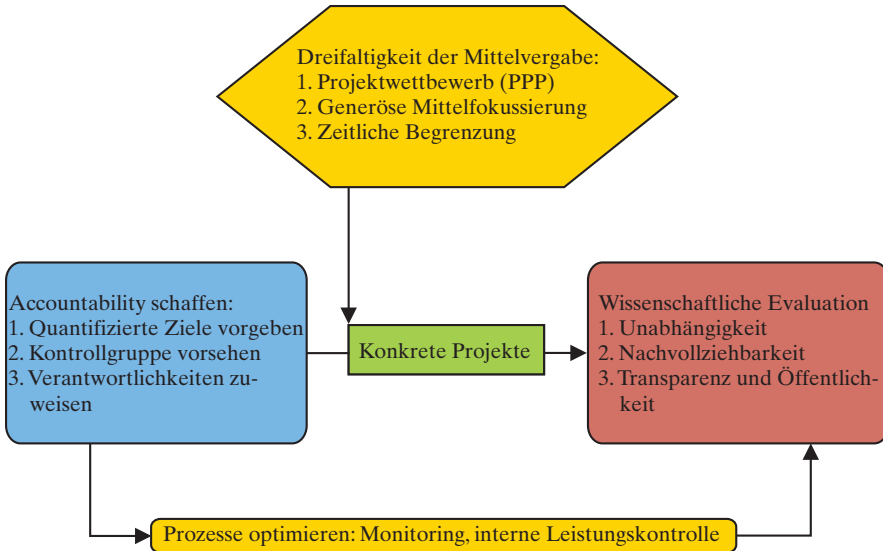 Dreifaltigkeit der Mittelvergabe:
1. Projektwettbewerb (PPP)
2. Generöse Mittelfokussierung
3. Zeitliche Begrenzung
Accountability schaffen:
1. Quantifizierte Ziele vorgeben
2. Kontrollgruppe vorsehen
3. Verantwortlichkeiten zu-
weisen
Konkrete Projekte
Wissenschaftliche Evaluation
1. Unabhängigkeit
2. Nachvollziehbarkeit
3. Transparenz und Öffentlich-
keit
Prozesse optimieren: Monitoring, interne Leistungskontrolle